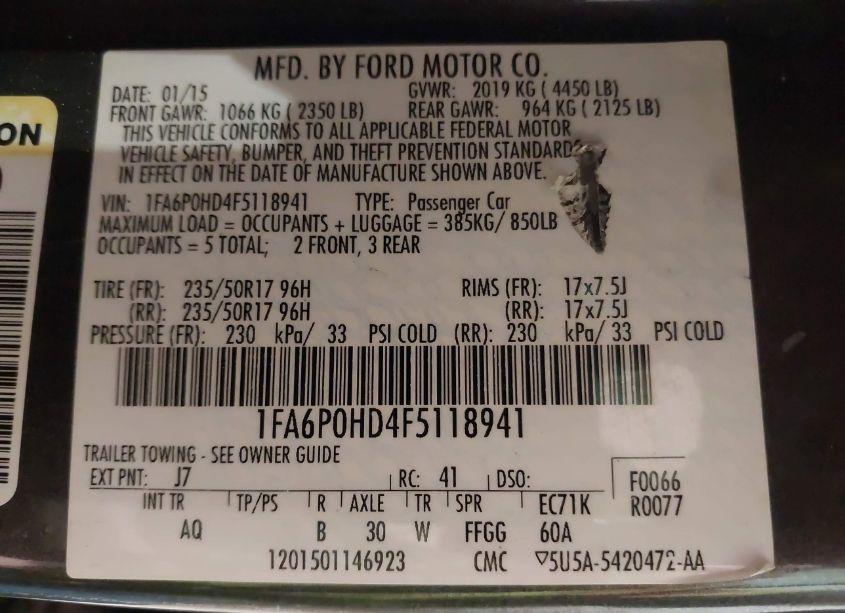 ON
MFD. BY FORD MOTOR CO.
DATE: 01/15 GVWR: 2019 KG ( 4450 LB)
FRONT GAWR: 1066 KG ( 2350 LB) REAR GAWR: 964 KG ( 2125 LB)
THIS VEHICLE CONFORMS TO ALL APPLICABLE FEDERAL MOTOR
VEHICLE SAFETY, BUMPER, AND THEFT PREVENTION STANDARDS
IN EFFECT ON THE DATE OF MANUFACTURE SHOWN ABOVE.
VIN: 1FA6P0HD4F5118941 TYPE: Passenger Car
MAXIMUM LOAD = OCCUPANTS + LUGGAGE = 385KG/ 850LB
OCCUPANTS = 5 TOTAL; 2 FRONT, 3 REAR
TIRE (FR): 235/50R17 96H RIMS (FR): 17x7.5J
(RR): 235/50R17 96H (RR): 17x7.5J
PRESSURE (FR): 230 kPa/ 33 PSI COLD (RR): 230 kPa/ 33 PSI COLD
1FA6P0HD4F5118941
TRAILER TOWING - SEE OWNER GUIDE
EXT PNT: J7 RC: 41 DSO: F0066
INT TR TP/PS R AXLE TR SPR EC71K R0077
AQ B 30 W FFGG 60A
1201501146923 CMC ▽5U5A-5420472-AA